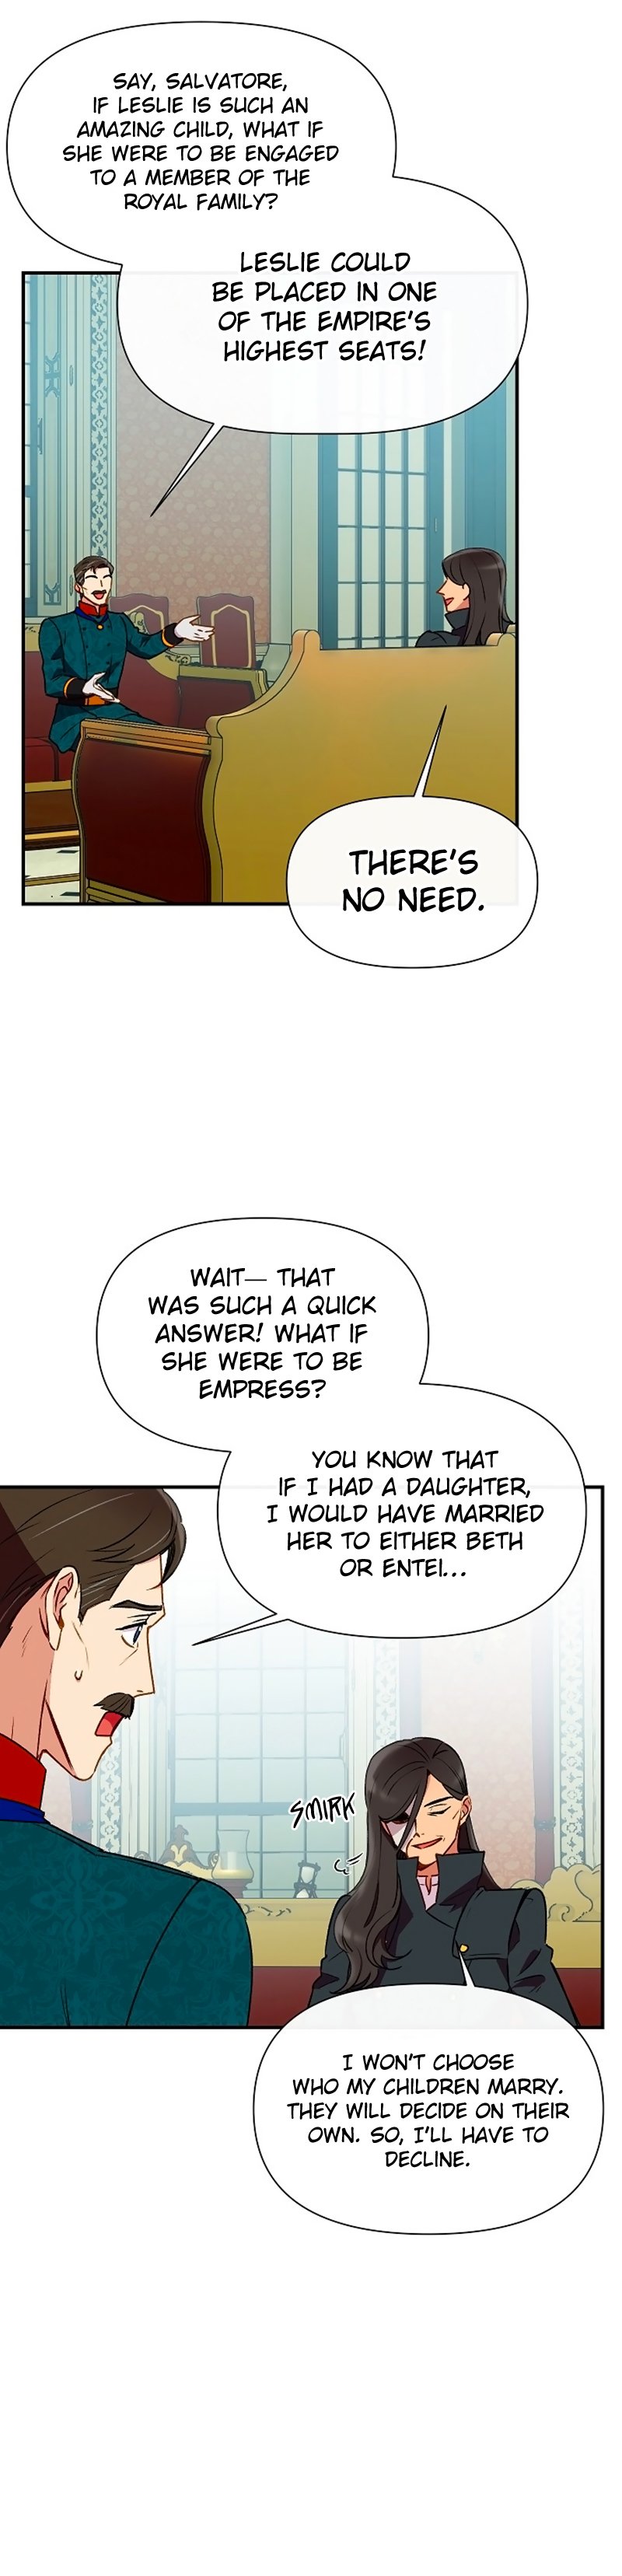 SAY, SALVATORE,
IF LESLIE IS SUCH AN
AMAZING CHILD, WHAT IF
SHE WERE TO BE ENGAGED
TO A MEMBER OF THE
ROYAL FAMILY?
LESLIE COULD
BE PLACED IN ONE
OF THE EMPIRE'S
HIGHEST SEATS!
THERE'S
NO NEED.
WAIT— THAT
WAS SUCH A QUICK
ANSWER! WHAT IF
SHE WERE TO BE
EMPRESS?
YOU KNOW THAT
IF I HAD A DAUGHTER,
I WOULD HAVE MARRIED
HER TO EITHER BETH
OR ENTEI...
SMIRK
I WON'T CHOOSE
WHO MY CHILDREN MARRY.
THEY WILL DECIDE ON THEIR
OWN. SO, I'LL HAVE TO
DECLINE.